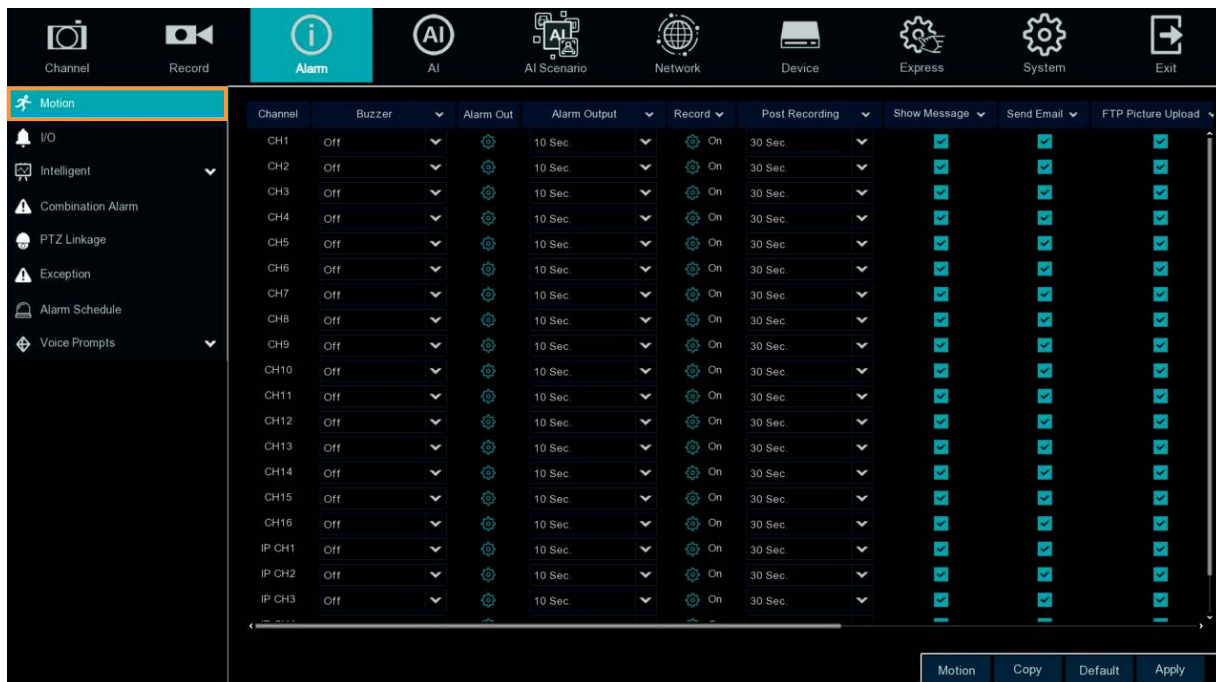 Channel Record Alarm AI AI Scenario Network Device Express System Exit
Motion
I/O
Intelligent
Combination Alarm
PTZ Linkage
Exception
Alarm Schedule
Voice Prompts
Channel Buzzer Alarm Out Alarm Output Record Post Recording Show Message Send Email FTP Picture Upload
CH1 Off 10 Sec. On 30 Sec.
CH2 Off 10 Sec. On 30 Sec.
CH3 Off 10 Sec. On 30 Sec.
CH4 Off 10 Sec. On 30 Sec.
CH5 Off 10 Sec. On 30 Sec.
CH6 Off 10 Sec. On 30 Sec.
CH7 Off 10 Sec. On 30 Sec.
CH8 Off 10 Sec. On 30 Sec.
CH9 Off 10 Sec. On 30 Sec.
CH10 Off 10 Sec. On 30 Sec.
CH11 Off 10 Sec. On 30 Sec.
CH12 Off 10 Sec. On 30 Sec.
CH13 Off 10 Sec. On 30 Sec.
CH14 Off 10 Sec. On 30 Sec.
CH15 Off 10 Sec. On 30 Sec.
CH16 Off 10 Sec. On 30 Sec.
IP CH1 Off 10 Sec. On 30 Sec.
IP CH2 Off 10 Sec. On 30 Sec.
IP CH3 Off 10 Sec. On 30 Sec.
Motion Copy Default Apply